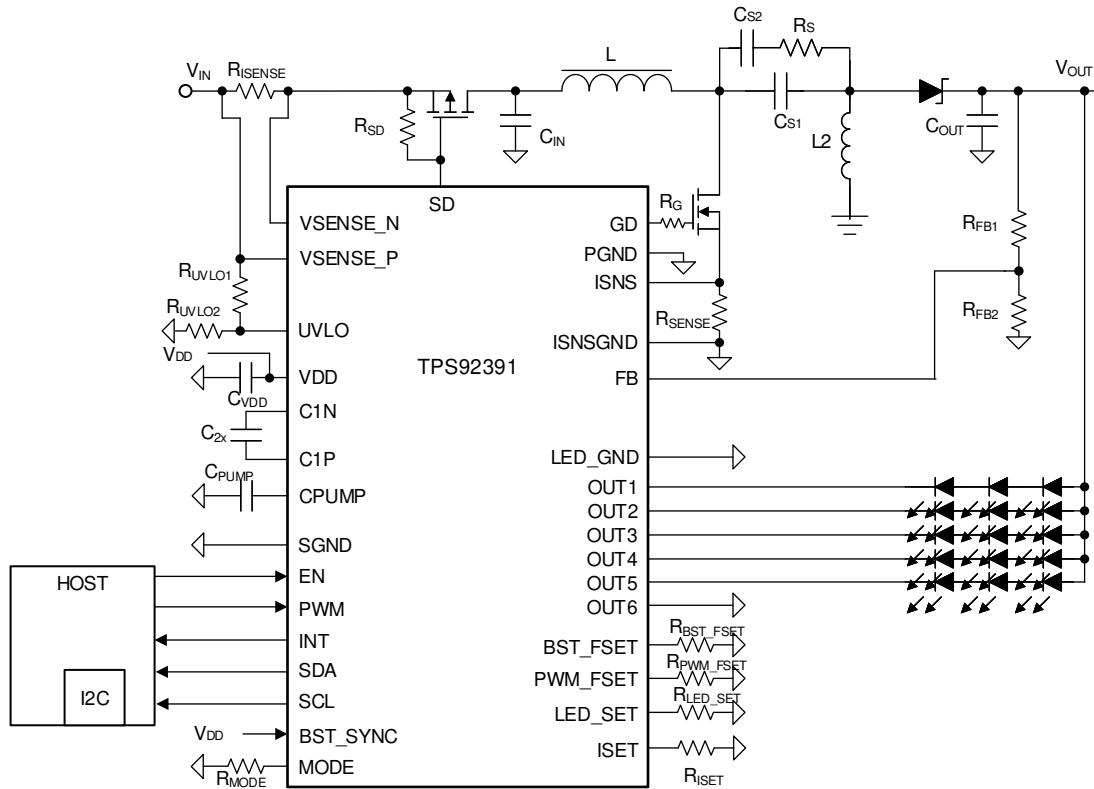 CS2
RS
L
VIN
RISENSE
VOUT
RSD
CIN
CS1
L2
COUT
SD
RG
GD
VSENSE_N
VSENSE_P
PGND
ISNS
RFB1
RUVLO1
RUVLO2
UVLO
RSENSE
RFB2
ISNSGND
VDD
VDD
CVDD
TPS92391
FB
C1N
C2x
C1P
LED_GND
CPUMP
CPUMP
OUT1
OUT2
OUT3
OUT4
OUT5
OUT6
SGND
HOST
EN
PWM
INT
SDA
SCL
I2C
RBST_FSET
BST_FSET
RPWM_FSET
PWM_FSET
RLED_SET
LED_SET
VDD
BST_SYNC
ISET
RISET
MODE
RMODE